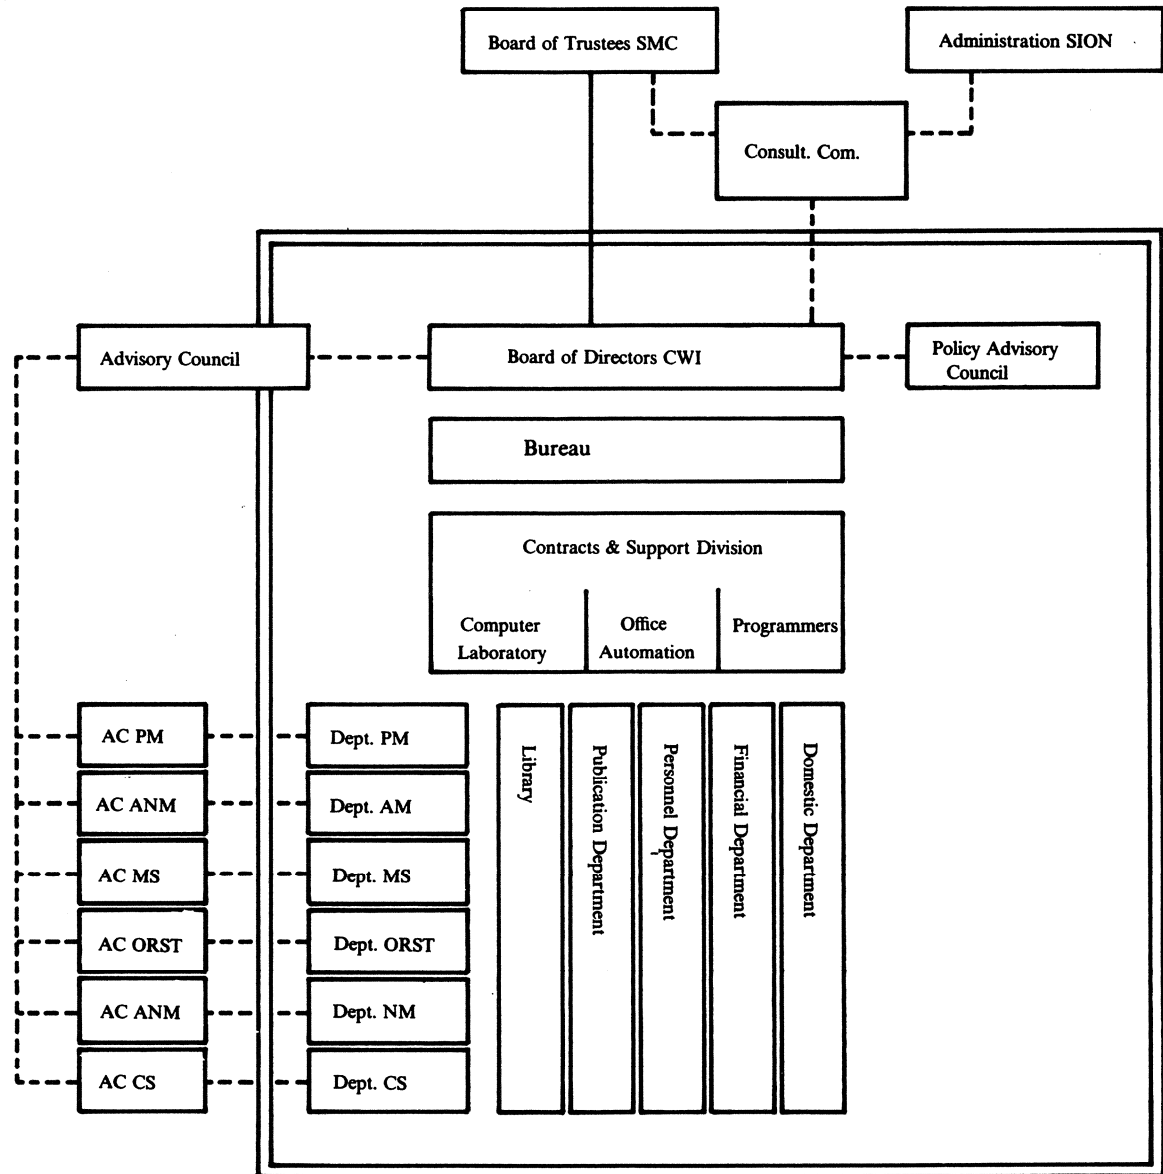 Board of Trustees SMC
Administration SION
Consult. Com.
Advisory Council
Board of Directors CWI
Policy Advisory
Council
Bureau
Contracts & Support Division
Computer
Laboratory
Office
Automation
Programmers
AC PM
Dept. PM
AC ANM
Dept. AM
AC MS
Dept. MS
AC ORST
Dept. ORST
AC ANM
Dept. NM
AC CS
Dept. CS
Library
Publication Department
Personnel Department
Financial Department
Domestic Department